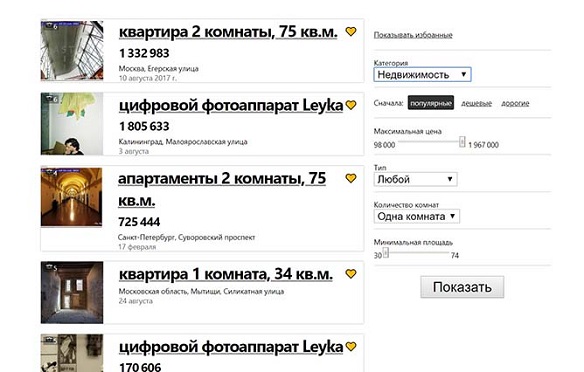 квартира 2 комнаты, 75 кв.м.
1 332 983
Москва, Егерская улица
10 августа 2017 г.
цифровой фотоаппарат Leyka
1 805 633
Калининград, Малоярославская улица
3 августа
апартаменты 2 комнаты, 75
кв.м.
725 444
Санкт-Петербург, Суворовский проспект
17 февраля
5
квартира 1 комната, 34 кв.м.
Московская область, Мытищи, Силикатная улица
24 августа
цифровой фотоаппарат Leyka
170 606
Показывать избранные
Категория
Недвижимость
Сначала: популярные дешевые дорогие
Максимальная цена
98 000 1 967 000
Тип
Любой
Количество комнат
Одна комната
Минимальная площадь
30 74
Показать